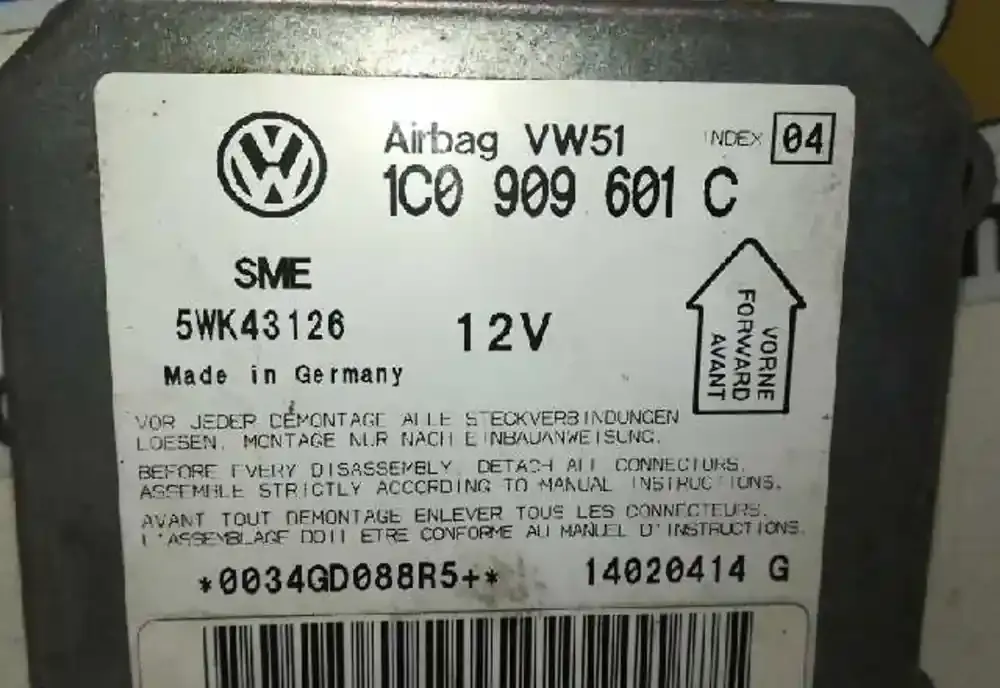 Airbag VW51 INDEX 04
1C0 909 601 C
SME
5WK43126 12V
Made in Germany
VORNE
FORWARD
AVANT
VOR JEDER DEMONTAGE ALLE STECKVERBINDUNGEN
LOESEN. MONTAGE NUR NACH EINBAUANWEISUNG.
BEFORE EVERY DISASSEMBLY DETACH ALL CONNECTORS.
ASSEMBLE STRICTLY ACCORDING TO MANUAL INSTRUCTIONS.
AVANT TOUT DEMONTAGE ENLEVER TOUS LES CONNECTEURS.
L'ASSEMBLAGE DOIT ETRE CONFORME AU MANUEL D'INSTRUCTIONS.
*0034GD088R5+* 14020414 G